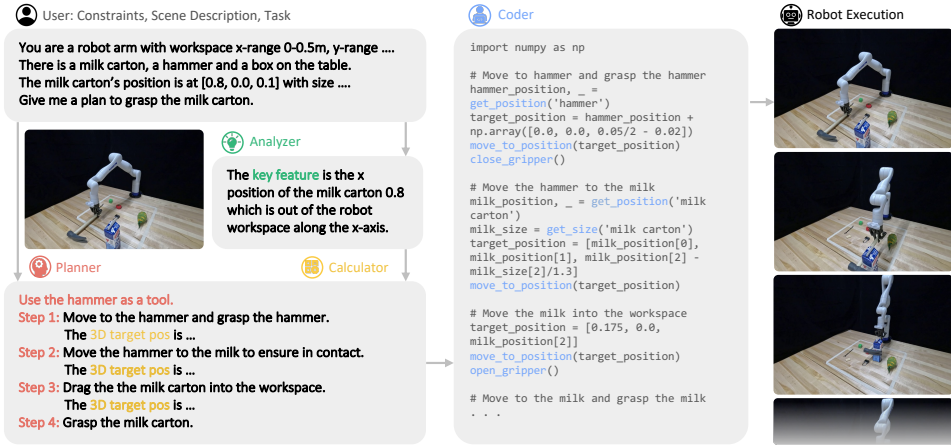 User: Constraints, Scene Description, Task
You are a robot arm with workspace x-range 0-0.5m, y-range ....
There is a milk carton, a hammer and a box on the table.
The milk carton's position is at [0.8, 0.0, 0.1] with size ....
Give me a plan to grasp the milk carton.
Analyzer
The key feature is the x
position of the milk carton 0.8
which is out of the robot
workspace along the x-axis.
Planner
Calculator
Use the hammer as a tool.
Step 1: Move to the hammer and grasp the hammer.
The 3D target pos is ...
Step 2: Move the hammer to the milk to ensure in contact.
The 3D target pos is ...
Step 3: Drag the the milk carton into the workspace.
The 3D target pos is ...
Step 4: Grasp the milk carton.
Coder
import numpy as np
# Move to hammer and grasp the hammer
hammer_position, _ =
get_position('hammer')
target_position = hammer_position +
np.array([0.0, 0.0, 0.05/2 - 0.02])
move_to_position(target_position)
close_gripper()
# Move the hammer to the milk
milk_position, _ = get_position('milk
carton')
milk_size = get_size('milk carton')
target_position = [milk_position[0],
milk_position[1], milk_position[2] -
milk_size[2]/1.3]
move_to_position(target_position)
# Move the milk into the workspace
target_position = [0.175, 0.0,
milk_position[2]]
move_to_position(target_position)
open_gripper()
# Move to the milk and grasp the milk
. . .
Robot Execution